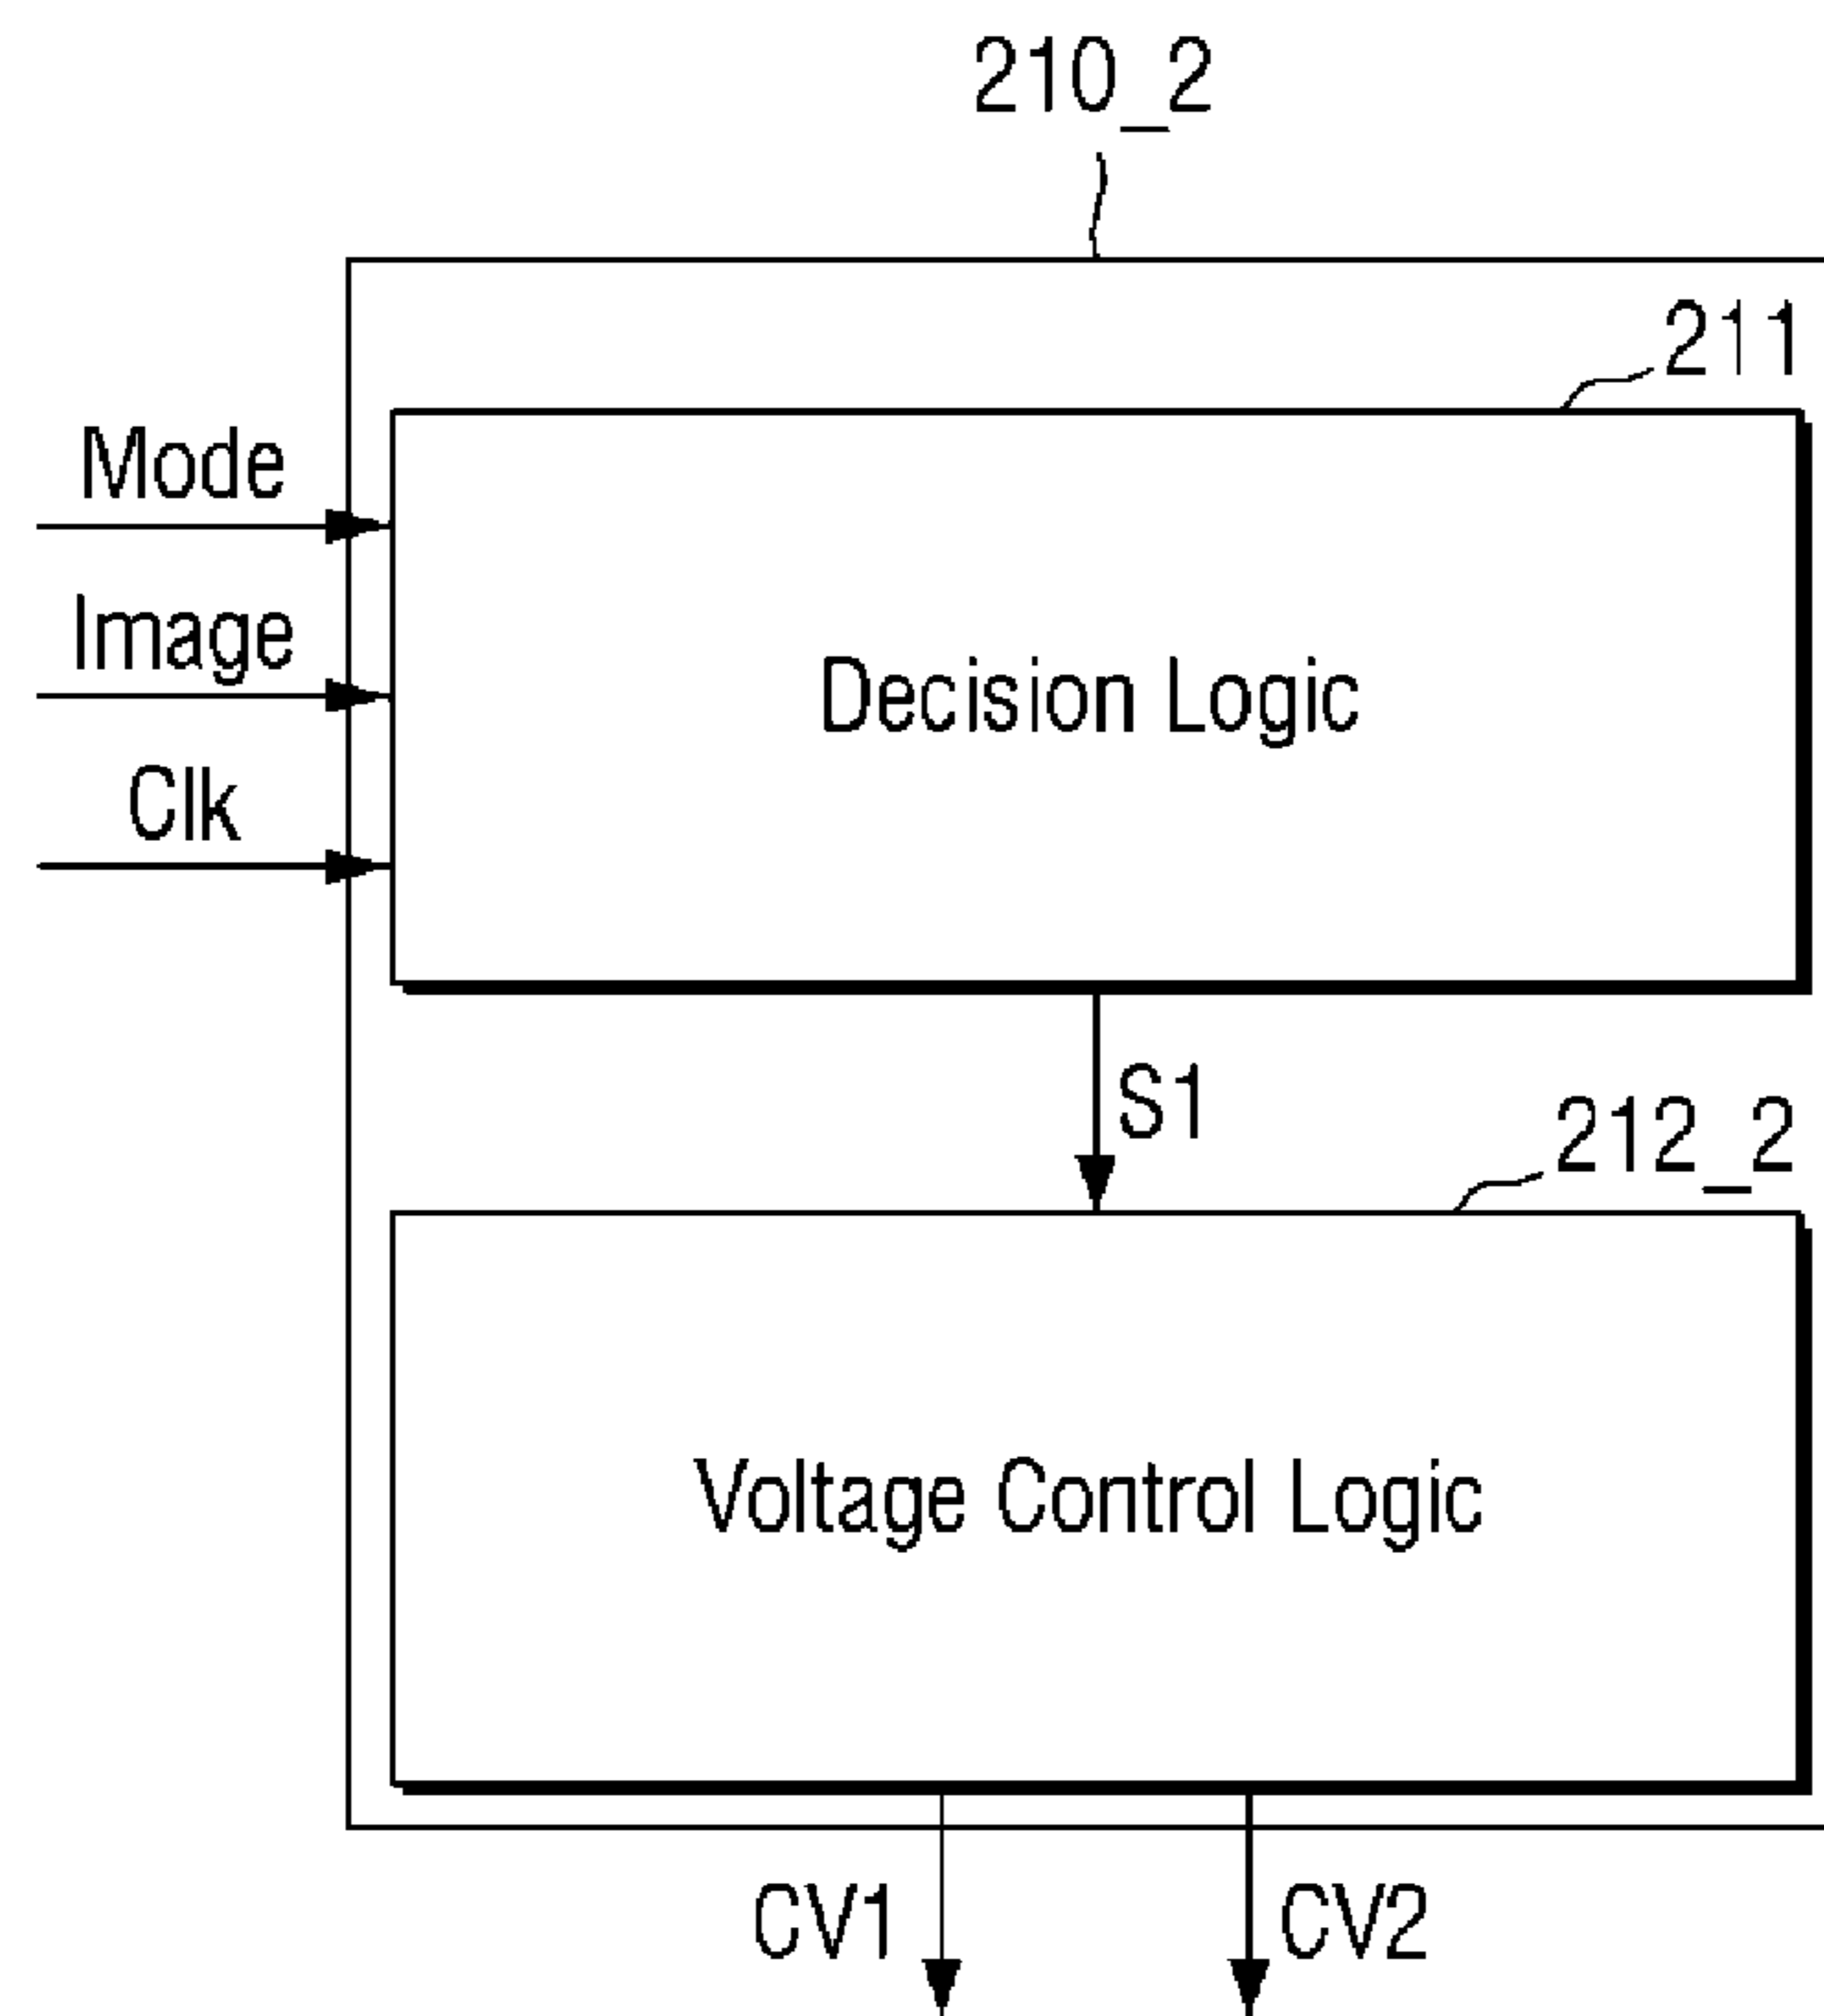 210_2
211
Mode
Image
Decision Logic
Clk
S1
212_2
Voltage Control Logic
CV1
CV2